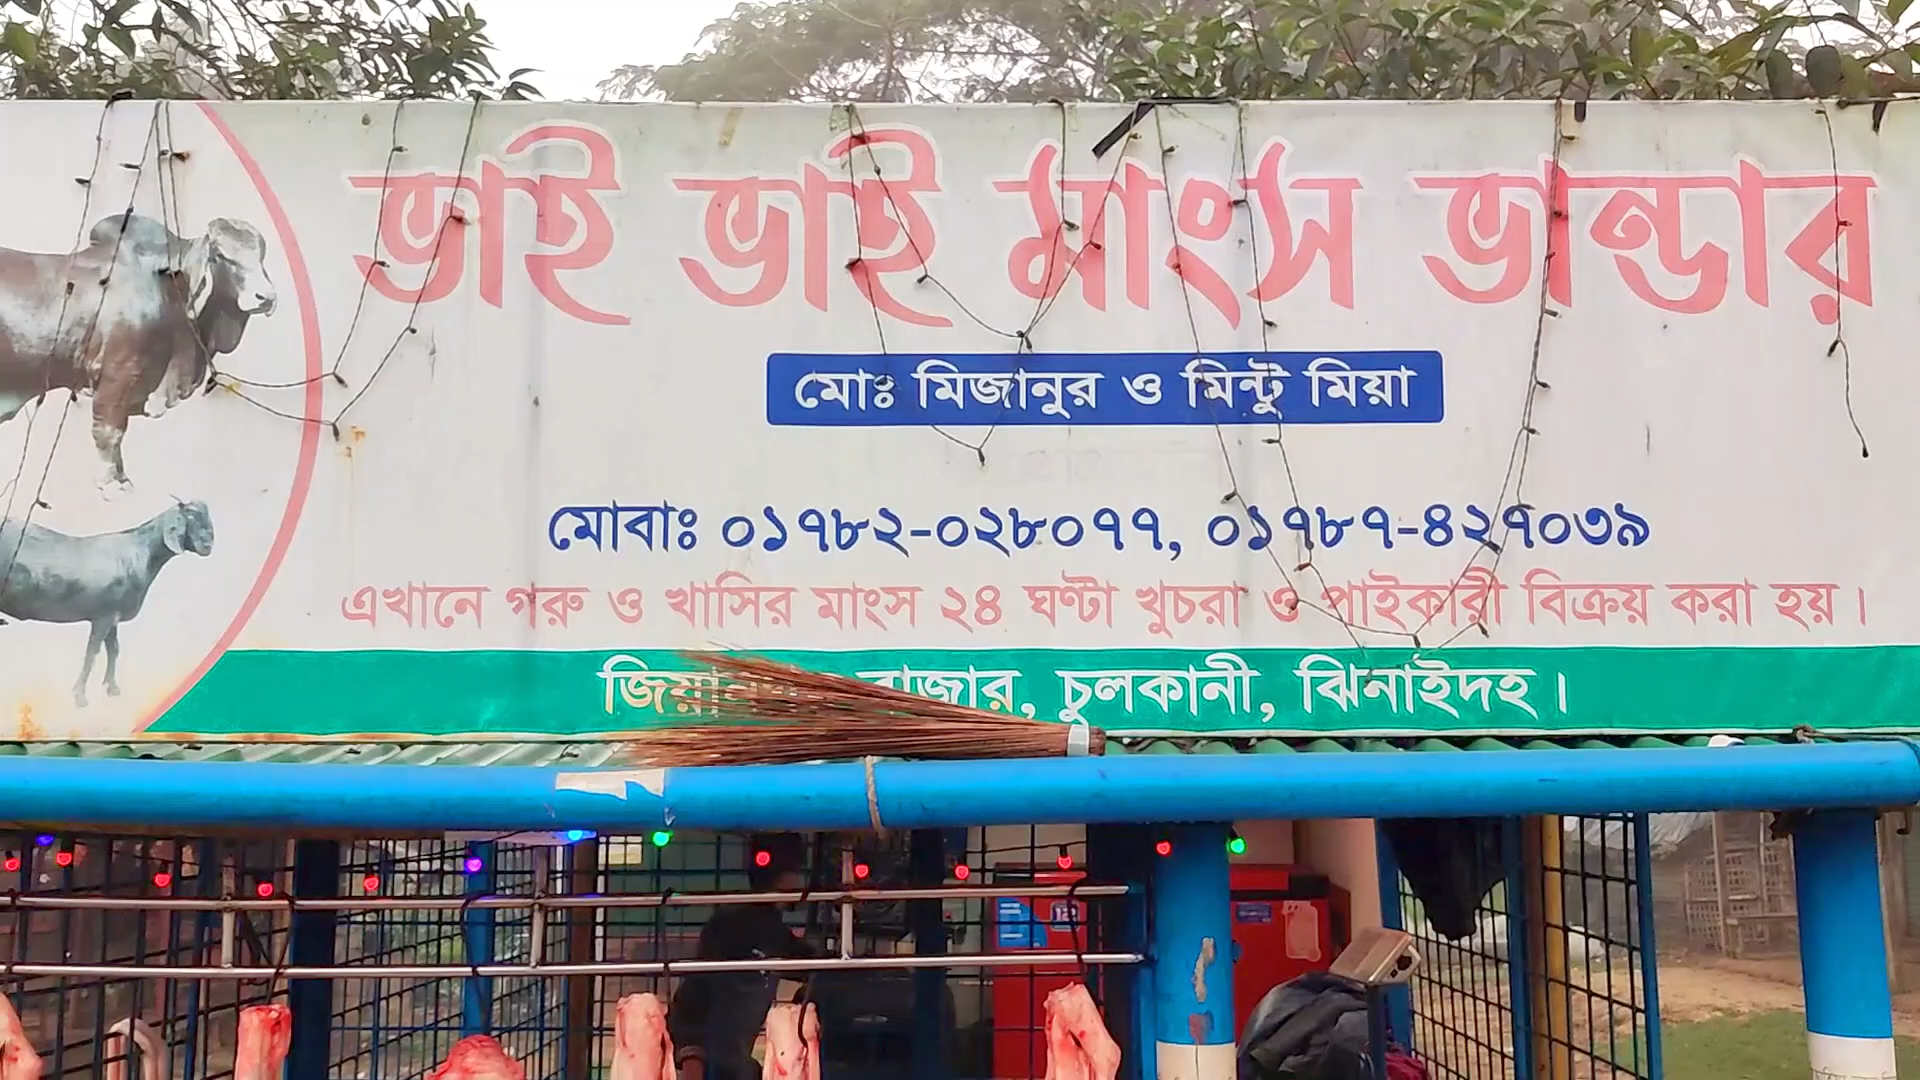 ভাই ভাই মাংস ভান্ডার
মোঃ মিজানুর ও মিন্টু মিয়া
মোবাঃ ০১৭৮২-০২৮০৭৭, ০১৭৮৭-৪২৭০৩৯
এখানে গরু ও খাসির মাংস ২৪ ঘণ্টা খুচরা ও পাইকারী বিক্রয় করা হয়।
বাজার, চুলকানী, ঝিনাইদহ।